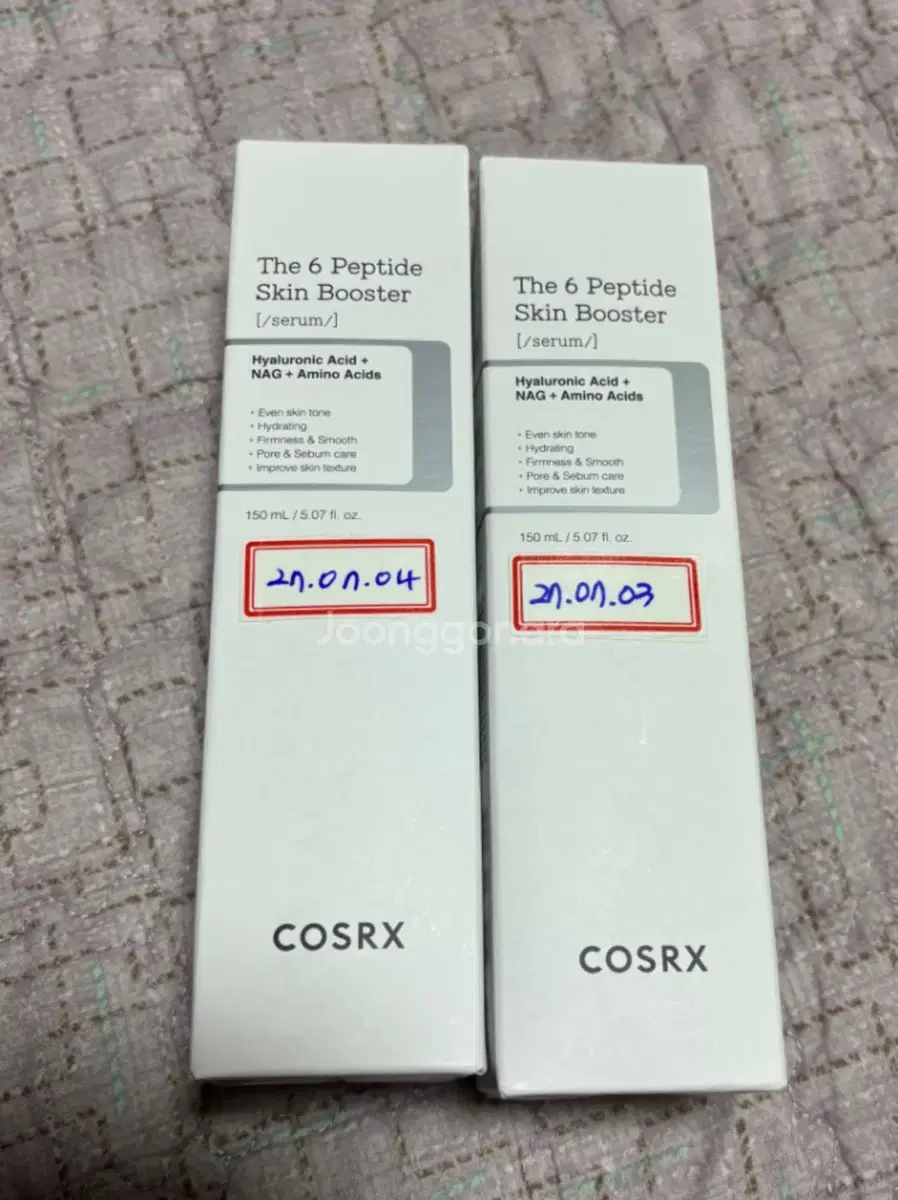 The 6 Peptide
Skin Booster
[/serum/]
Hyaluronic Acid +
NAG + Amino Acids
• Even skin tone
• Hydrating
• Firmness & Smooth
• Pore & Sebum care
• Improve skin texture
150 mL / 5.07 fl. oz.
27.07.04
COSRX
The 6 Peptide
Skin Booster
[/serum/]
Hyaluronic Acid +
NAG + Amino Acids
• Even skin tone
• Hydrating
• Firmness & Smooth
• Pore & Sebum care
• Improve skin texture
150 mL / 5.07 fl. oz.
27.07.03
COSRX
Joonggonara